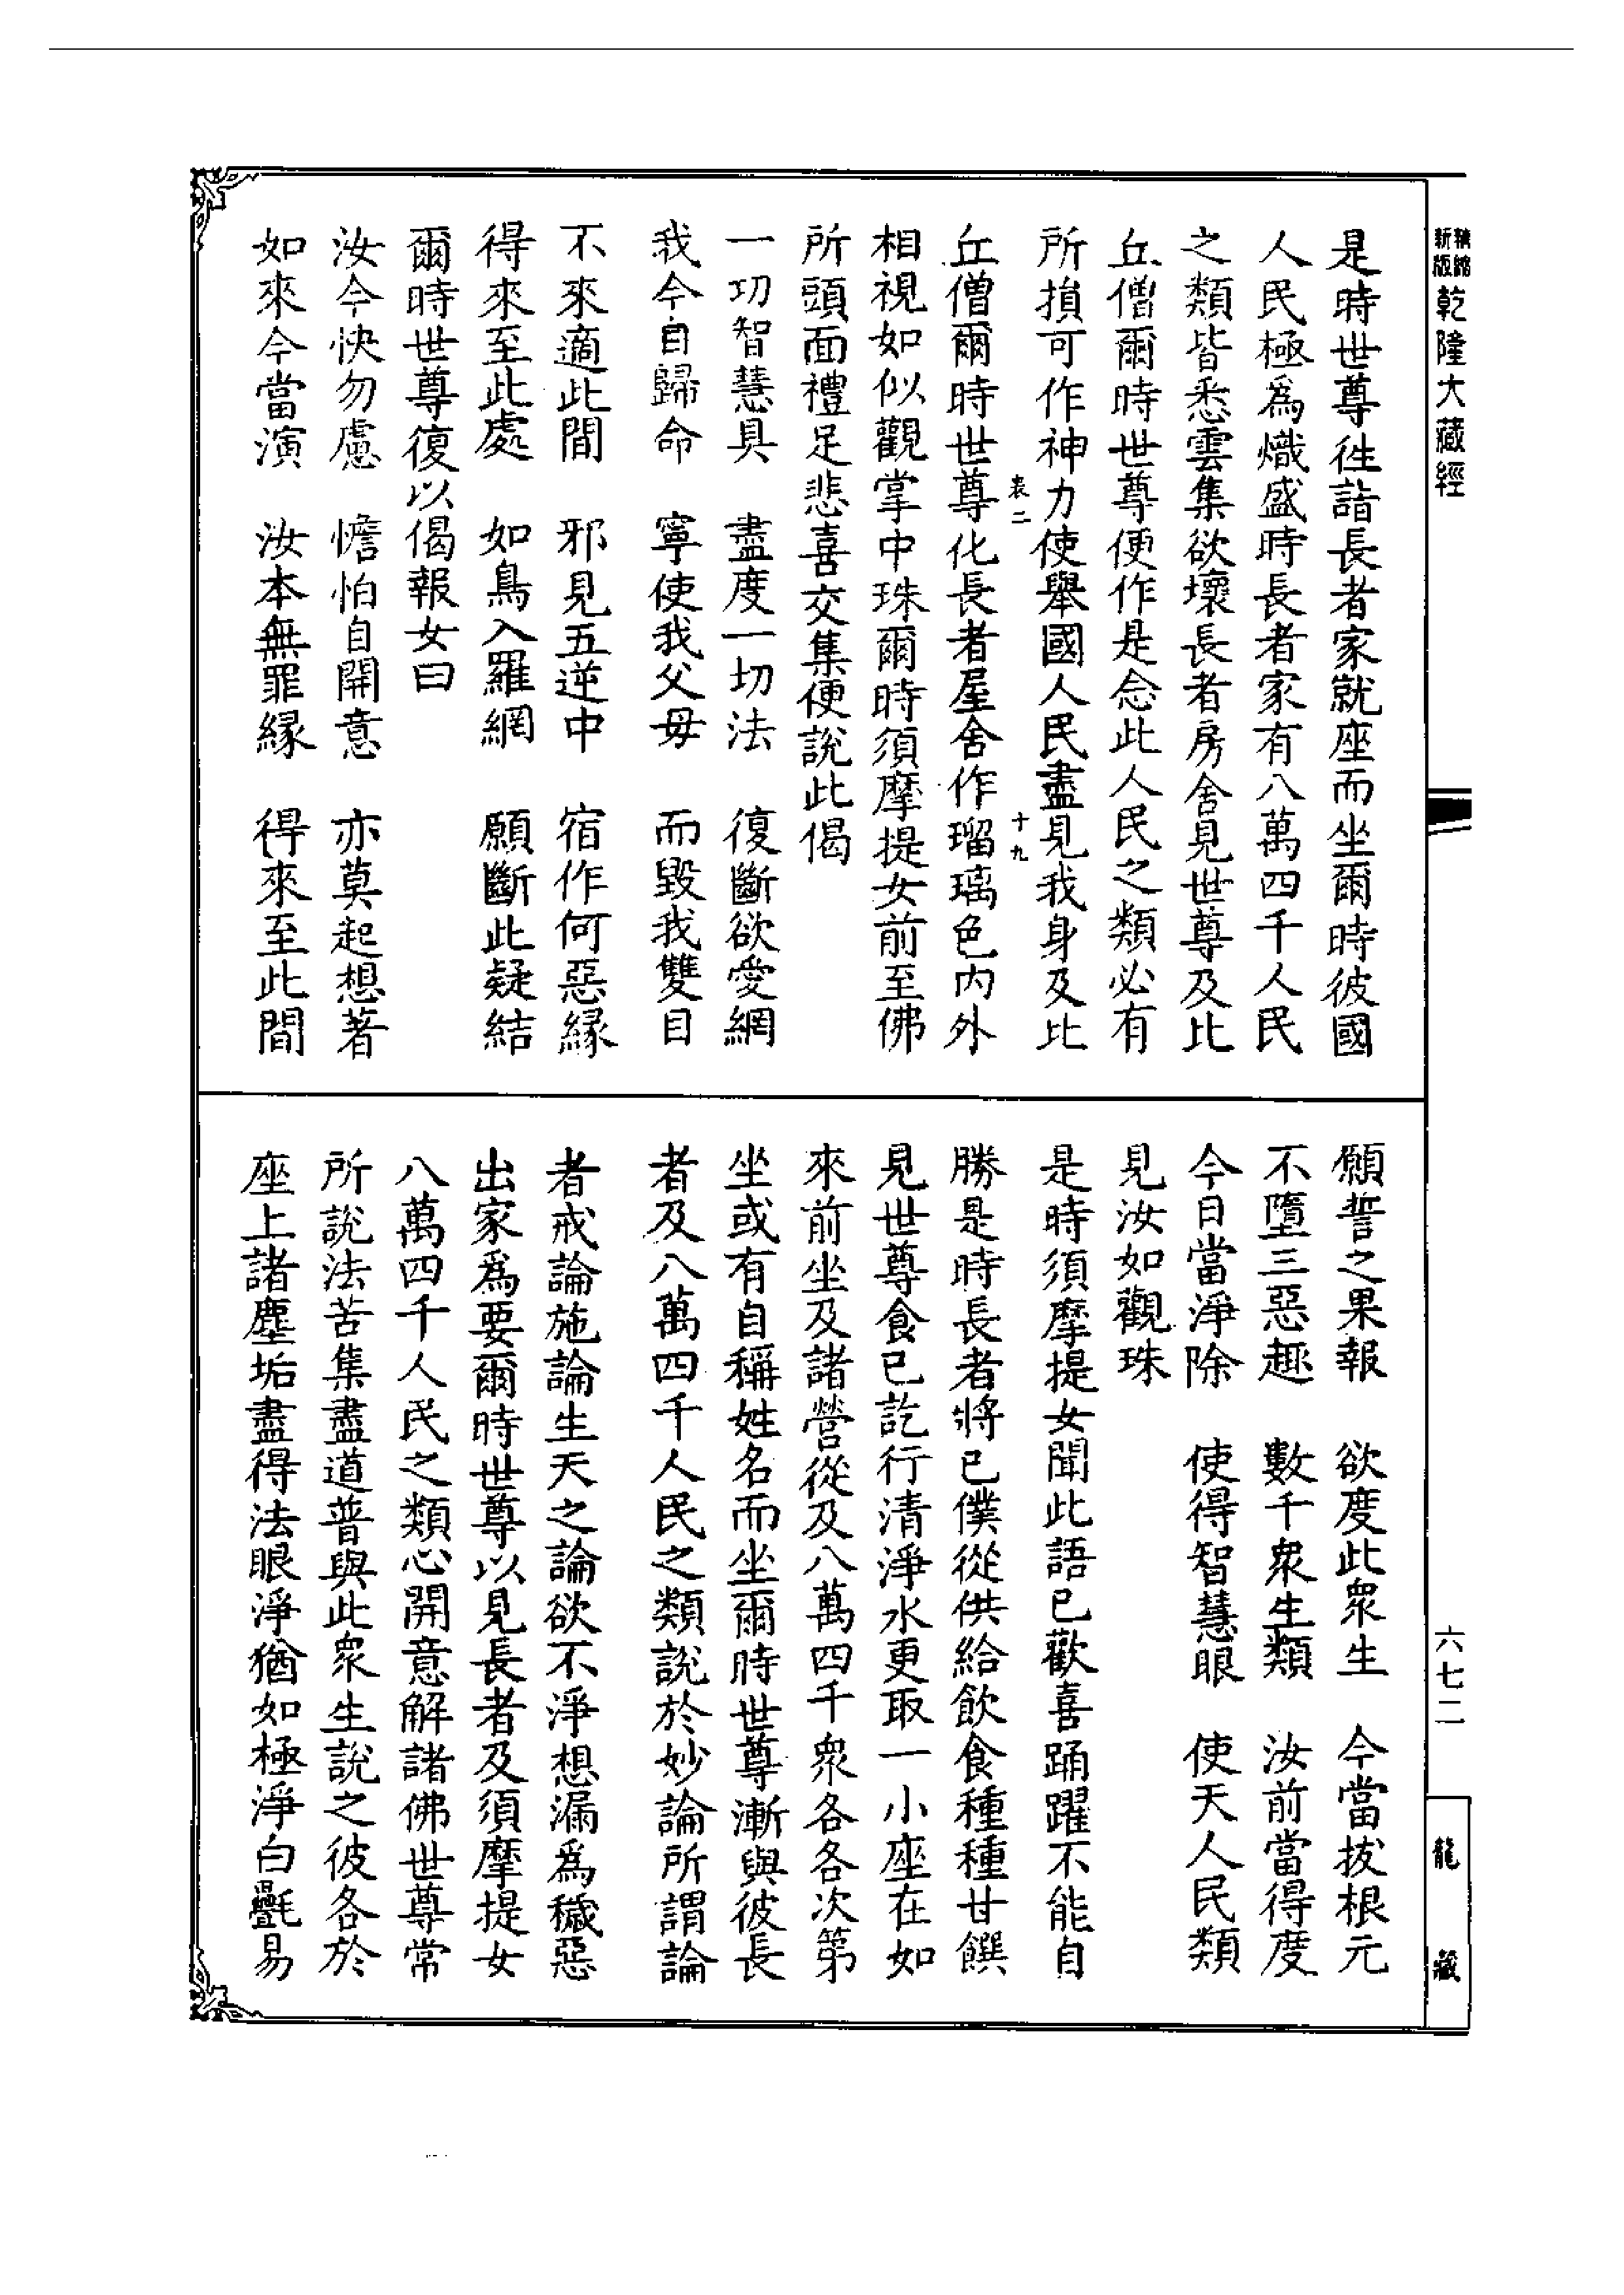 新版
精縮
乾隆大藏經
是時世尊徃詣長者家就座而坐爾時彼國
人民極爲熾盛時長者家有八萬四千人民
之類皆悉雲集欲壞長者房舍見世尊及比
丘僧爾時世尊便作是念此人民之類必有
所損可作神力使舉國人民盡見我身及比
丘僧爾時世尊化長者屋舍作瑠璃色内外
相視如似觀掌中珠爾時須摩提女前至佛
所頭面禮足悲喜交集便說此偈
一切智慧具　盡度一切法　復斷欲愛網
我今自歸命　寧使我父母　而毀我雙目
不來適此間　邪見五逆中　宿作何惡緣
得來至此處　如鳥入羅網　願斷此疑結
爾時世尊復以偈報女曰
汝今快勿慮　憺怕自開意　亦莫起想著
如來今當演　汝本無罪緣　得來至此間
願誓之果報　欲度此衆生　今當拔根元
不墮三惡趣　數千衆生類　汝前當得度
今日當淨除　使得智慧眼　使天人民類
見汝如觀珠
是時須摩提女聞此語已歡喜踊躍不能自
勝是時長者將已僕從供給飲食種種甘饌
見世尊食已訖行清淨水更取一小座在如
來前坐及諸營從及八萬四千衆各各次第
坐或有自稱姓名而坐爾時世尊漸與彼長
者及八萬四千人民之類說於妙論所謂論
者戒論施論生天之論欲不淨想漏爲穢惡
出家爲要爾時世尊以見長者及須摩提女
八萬四千人民之類心開意解諸佛世尊常
所說法苦集盡道普與此衆生說之彼各於
座上諸塵垢盡得法眼淨猶如極淨白氎易
二
十九
六七二
龍藏